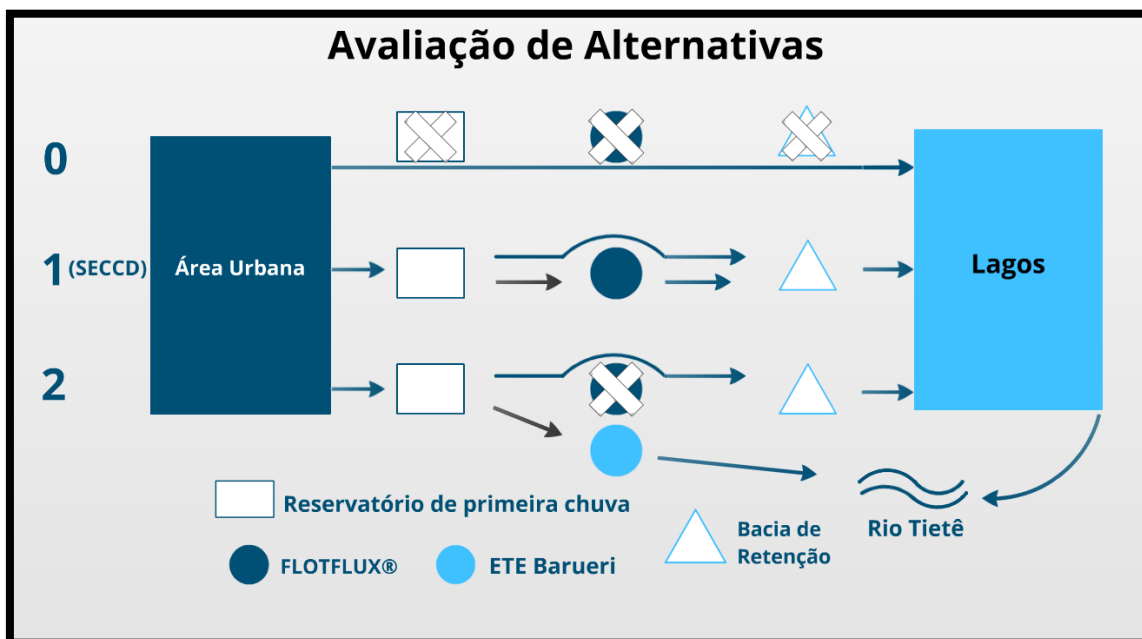 Avaliação de Alternativas
0
1 (SECCD)
Área Urbana
Lagos
2
Reservatório de primeira chuva
Rio Tietê
Bacia de
Retenção
FLOTFLUX®
ETE Barueri